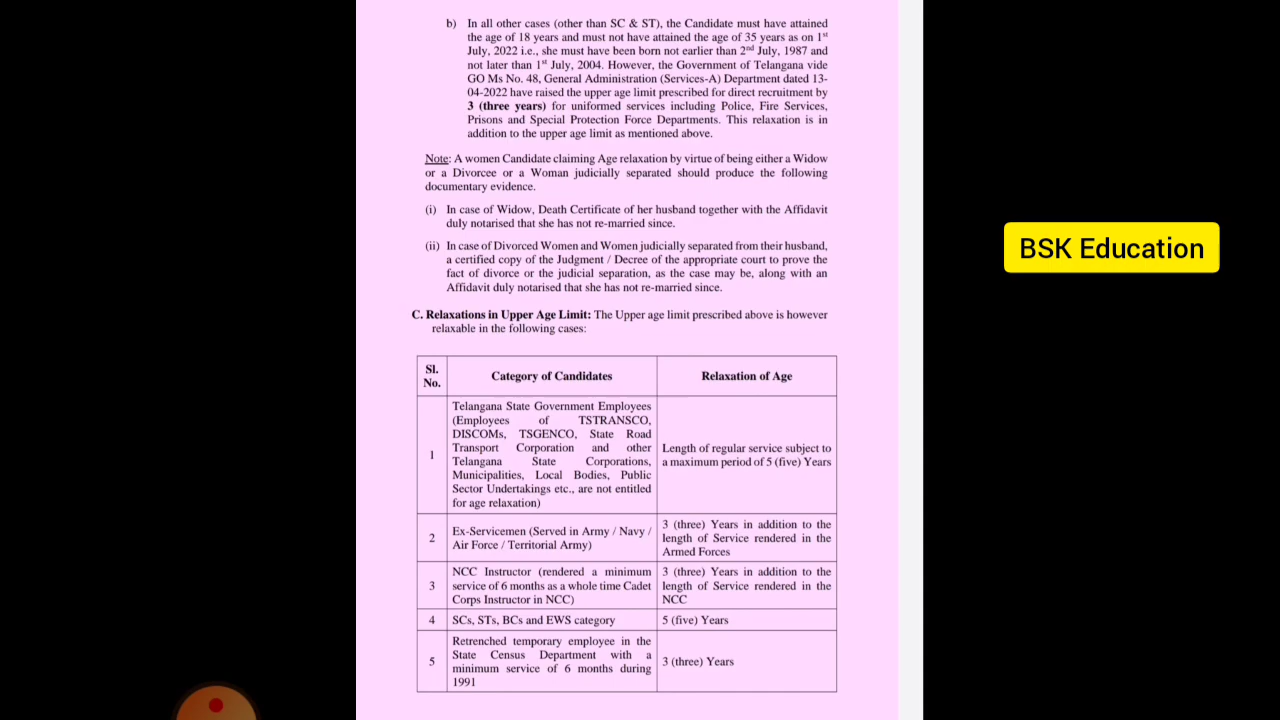 b) In all other cases (other than SC & ST), the Candidate must have attained
the age of 18 years and must not have attained the age of 35 years as on 1st
July, 2022 i.e., she must have been born not earlier than 2nd July, 1987 and
not later than 1st July, 2004. However, the Government of Telangana vide
GO Ms No. 48, General Administration (Services-A) Department dated 13-
04-2022 have raised the upper age limit prescribed for direct recruitment by
3 (three years) for uniformed services including Police, Fire Services,
Prisons and Special Protection Force Departments. This relaxation is in
addition to the upper age limit as mentioned above.
Note: A women Candidate claiming Age relaxation by virtue of being either a Widow
or a Divorcee or a Woman judicially separated should produce the following
documentary evidence.
(i) In case of Widow, Death Certificate of her husband together with the Affidavit
duly notarised that she has not re-married since.
(ii) In case of Divorced Women and Women judicially separated from their husband,
a certified copy of the Judgment / Decree of the appropriate court to prove the
fact of divorce or the judicial separation, as the case may be, along with an
Affidavit duly notarised that she has not re-married since.
C. Relaxations in Upper Age Limit: The Upper age limit prescribed above is however
relaxable in the following cases:
Sl.
No.
Category of Candidates
Relaxation of Age
1
Telangana State Government Employees
(Employees of TSTRANSCO,
DISCOMs, TSGENCO, State Road
Transport Corporation and other
Telangana State Corporations,
Municipalities, Local Bodies, Public
Sector Undertakings etc., are not entitled
for age relaxation)
Length of regular service subject to
a maximum period of 5 (five) Years
2
Ex-Servicemen (Served in Army / Navy /
Air Force / Territorial Army)
3 (three) Years in addition to the
length of Service rendered in the
Armed Forces
3
NCC Instructor (rendered a minimum
service of 6 months as a whole time Cadet
Corps Instructor in NCC)
3 (three) Years in addition to the
length of Service rendered in the
NCC
4
SCs, STs, BCs and EWS category
5 (five) Years
5
Retrenched temporary employee in the
State Census Department with a
minimum service of 6 months during
1991
3 (three) Years
BSK Education